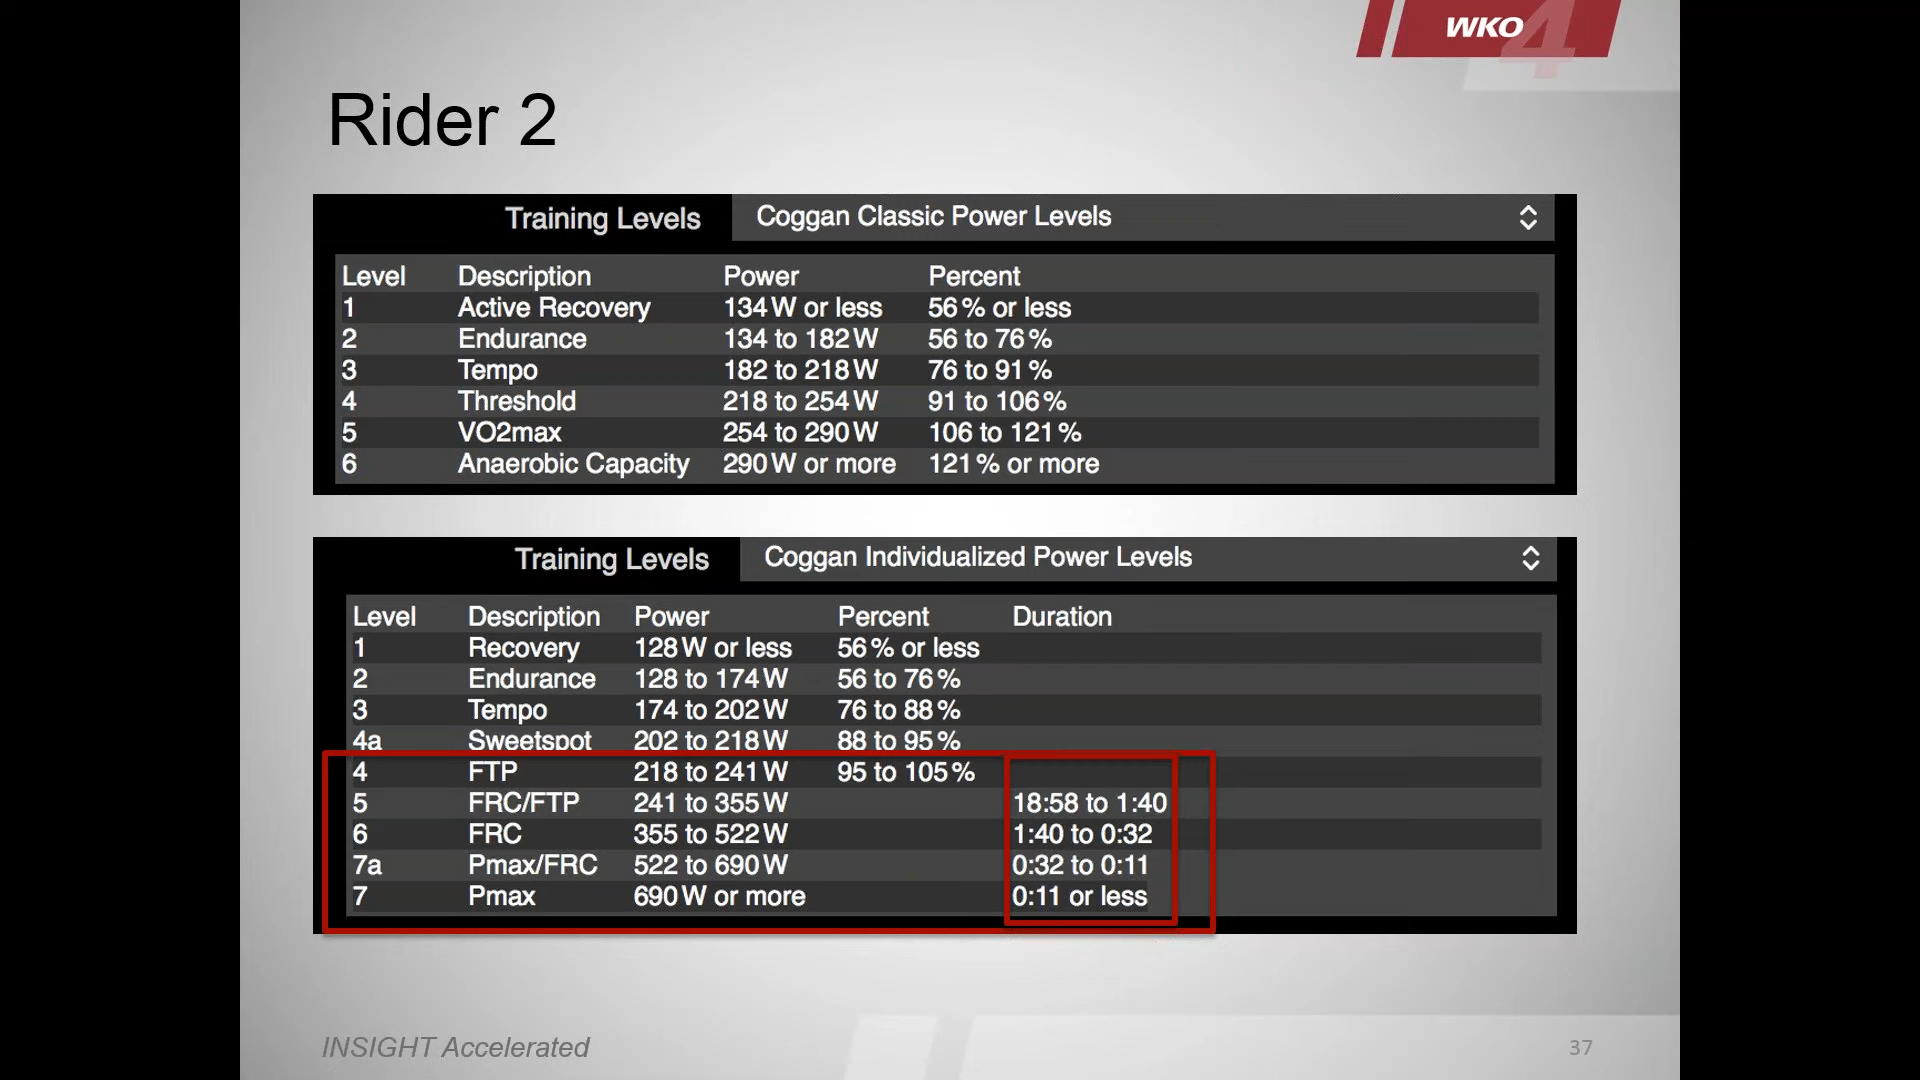 WKO 4
Rider 2
Training Levels Coggan Classic Power Levels
Level Description Power Percent
1 Active Recovery 134 W or less 56 % or less
2 Endurance 134 to 182 W 56 to 76 %
3 Tempo 182 to 218 W 76 to 91 %
4 Threshold 218 to 254 W 91 to 106 %
5 VO2max 254 to 290 W 106 to 121 %
6 Anaerobic Capacity 290 W or more 121 % or more
Training Levels Coggan Individualized Power Levels
Level Description Power Percent Duration
1 Recovery 128 W or less 56 % or less
2 Endurance 128 to 174 W 56 to 76 %
3 Tempo 174 to 202 W 76 to 88 %
4a Sweetspot 202 to 218 W 88 to 95 %
4 FTP 218 to 241 W 95 to 105 %
5 FRC/FTP 241 to 355 W 18:58 to 1:40
6 FRC 355 to 522 W 1:40 to 0:32
7a Pmax/FRC 522 to 690 W 0:32 to 0:11
7 Pmax 690 W or more 0:11 or less
INSIGHT Accelerated
37